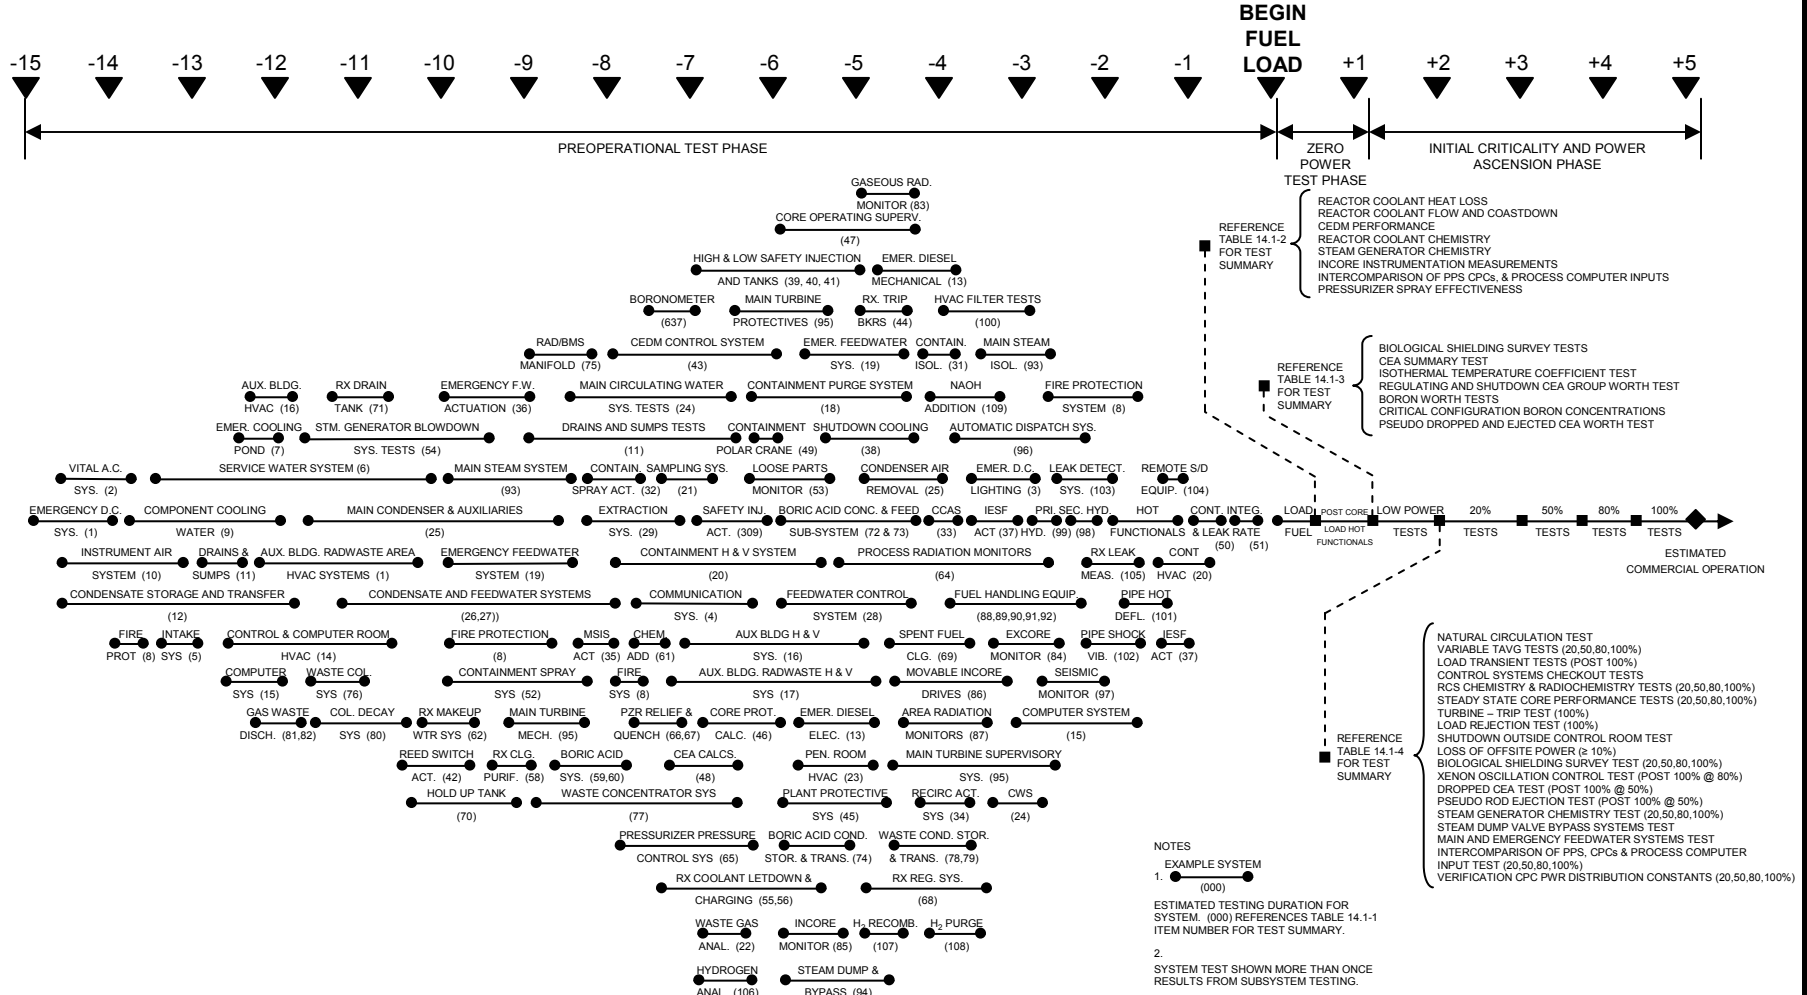 BEGIN
FUEL
LOAD
-15 -14 -13 -12 -11 -10 -9 -8 -7 -6 -5 -4 -3 -2 -1 +1 +2 +3 +4 +5
PREOPERATIONAL TEST PHASE
ZERO
POWER
TEST PHASE
INITIAL CRITICALITY AND POWER
ASCENSION PHASE
GASEOUS RAD.
MONITOR (83)
CORE OPERATING SUPERV.
(47)
HIGH & LOW SAFETY INJECTION EMER. DIESEL
AND TANKS (39, 40, 41) MECHANICAL (13)
BORONOMETER MAIN TURBINE RX. TRIP HVAC FILTER TESTS
(637) PROTECTIVES (95) BKRS (44) (100)
RAD/BMS CEDM CONTROL SYSTEM EMER. FEEDWATER CONTAIN. MAIN STEAM
MANIFOLD (75) (43) SYS. (19) ISOL. (31) ISOL. (93)
AUX. BLDG. RX DRAIN EMERGENCY F.W. MAIN CIRCULATING WATER CONTAINMENT PURGE SYSTEM NAOH FIRE PROTECTION
HVAC (16) TANK (71) ACTUATION (36) SYS. TESTS (24) (18) ADDITION (109) SYSTEM (8)
EMER. COOLING STM. GENERATOR BLOWDOWN DRAINS AND SUMPS TESTS CONTAINMENT SHUTDOWN COOLING AUTOMATIC DISPATCH SYS.
POND (7) SYS. TESTS (54) (11) POLAR CRANE (49) (38) (96)
VITAL A.C. SERVICE WATER SYSTEM (6) MAIN STEAM SYSTEM CONTAIN. SAMPLING SYS. LOOSE PARTS CONDENSER AIR EMER. D.C. LEAK DETECT. REMOTE S/D
SYS. (2) (93) SPRAY ACT. (32) (21) MONITOR (53) REMOVAL (25) LIGHTING (3) SYS. (103) EQUIP. (104)
EMERGENCY D.C. COMPONENT COOLING MAIN CONDENSER & AUXILIARIES EXTRACTION SAFETY INJ. BORIC ACID CONC. & FEED CCAS IESF PRI. SEC. HYD. HOT CONT. INTEG. LOAD POST CORE LOW POWER 20% 50% 80% 100%
SYS. (1) WATER (9) (25) SYS. (29) ACT. (309) SUB-SYSTEM (72 & 73) (33) ACT (37) HYD. (99) (98) FUNCTIONALS & LEAK RATE FUEL LOAD HOT TESTS TESTS TESTS TESTS TESTS
(50) (51) FUNCTIONALS
ESTIMATED
COMMERCIAL OPERATION
INSTRUMENT AIR DRAINS & AUX. BLDG. RADWASTE AREA EMERGENCY FEEDWATER CONTAINMENT H & V SYSTEM PROCESS RADIATION MONITORS RX LEAK CONT
SYSTEM (10) SUMPS (11) HVAC SYSTEMS (1) SYSTEM (19) (20) (64) MEAS. (105) HVAC (20)
CONDENSATE STORAGE AND TRANSFER CONDENSATE AND FEEDWATER SYSTEMS COMMUNICATION FEEDWATER CONTROL FUEL HANDLING EQUIP. PIPE HOT
(12) (26,27)) SYS. (4) SYSTEM (28) (88,89,90,91,92) DEFL. (101)
FIRE INTAKE CONTROL & COMPUTER ROOM FIRE PROTECTION MSIS CHEM AUX BLDG H & V SPENT FUEL EXCORE PIPE SHOCK IESF
PROT (8) SYS (5) HVAC (14) (8) ACT (35) ADD (61) SYS. (16) CLG. (69) MONITOR (84) VIB. (102) ACT (37)
COMPUTER WASTE COL. CONTAINMENT SPRAY FIRE AUX. BLDG. RADWASTE H & V MOVABLE INCORE SEISMIC
SYS (15) SYS (76) SYS (52) SYS (8) SYS (17) DRIVES (86) MONITOR (97)
GAS WASTE COL. DECAY RX MAKEUP MAIN TURBINE PZR RELIEF & CORE PROT. EMER. DIESEL AREA RADIATION COMPUTER SYSTEM
DISCH. (81,82) SYS (80) WTR SYS (62) MECH. (95) QUENCH (66,67) CALC. (46) ELEC. (13) MONITORS (87) (15)
REED SWITCH RX CLG. BORIC ACID CEA CALCS. PEN. ROOM MAIN TURBINE SUPERVISORY
ACT. (42) PURIF. (58) SYS. (59,60) (48) HVAC (23) SYS. (95)
HOLD UP TANK WASTE CONCENTRATOR SYS PLANT PROTECTIVE RECIRC ACT. CWS
(70) (77) SYS (45) SYS (34) (24)
PRESSURIZER PRESSURE BORIC ACID COND. WASTE COND. STOR.
CONTROL SYS (65) STOR. & TRANS. (74) & TRANS. (78,79)
RX COOLANT LETDOWN & RX REG. SYS.
CHARGING (55,56) (68)
WASTE GAS INCORE H2 RECOMB. H2 PURGE
ANAL. (22) MONITOR (85) (107) (108)
HYDROGEN STEAM DUMP &
ANAL. (106) BYPASS (94)
REFERENCE
TABLE 14.1-2
FOR TEST
SUMMARY
REACTOR COOLANT HEAT LOSS
REACTOR COOLANT FLOW AND COASTDOWN
CEDM PERFORMANCE
REACTOR COOLANT CHEMISTRY
STEAM GENERATOR CHEMISTRY
INCORE INSTRUMENTATION MEASUREMENTS
INTERCOMPARISON OF PPS CPCs, & PROCESS COMPUTER INPUTS
PRESSURIZER SPRAY EFFECTIVENESS
REFERENCE
TABLE 14.1-3
FOR TEST
SUMMARY
BIOLOGICAL SHIELDING SURVEY TESTS
CEA SUMMARY TEST
ISOTHERMAL TEMPERATURE COEFFICIENT TEST
REGULATING AND SHUTDOWN CEA GROUP WORTH TEST
BORON WORTH TESTS
CRITICAL CONFIGURATION BORON CONCENTRATIONS
PSEUDO DROPPED AND EJECTED CEA WORTH TEST
REFERENCE
TABLE 14.1-4
FOR TEST
SUMMARY
NATURAL CIRCULATION TEST
VARIABLE TAVG TESTS (20,50,80,100%)
LOAD TRANSIENT TESTS (POST 100%)
CONTROL SYSTEMS CHECKOUT TESTS
RCS CHEMISTRY & RADIOCHEMISTRY TESTS (20,50,80,100%)
STEADY STATE CORE PERFORMANCE TESTS (20,50,80,100%)
TURBINE – TRIP TEST (100%)
LOAD REJECTION TEST (100%)
SHUTDOWN OUTSIDE CONTROL ROOM TEST
LOSS OF OFFSITE POWER (≥ 10%)
BIOLOGICAL SHIELDING SURVEY TEST (20,50,80,100%)
XENON OSCILLATION CONTROL TEST (POST 100% @ 80%)
DROPPED CEA TEST (POST 100% @ 50%)
PSEUDO ROD EJECTION TEST (POST 100% @ 50%)
STEAM GENERATOR CHEMISTRY TEST (20,50,80,100%)
STEAM DUMP VALVE BYPASS SYSTEMS TEST
MAIN AND EMERGENCY FEEDWATER SYSTEMS TEST
INTERCOMPARISON OF PPS, CPCs & PROCESS COMPUTER
INPUT TEST (20,50,80,100%)
VERIFICATION CPC PWR DISTRIBUTION CONSTANTS (20,50,80,100%)
NOTES
EXAMPLE SYSTEM
1.
(000)
ESTIMATED TESTING DURATION FOR
SYSTEM. (000) REFERENCES TABLE 14.1-1
ITEM NUMBER FOR TEST SUMMARY.
2.
SYSTEM TEST SHOWN MORE THAN ONCE
RESULTS FROM SUBSYSTEM TESTING.